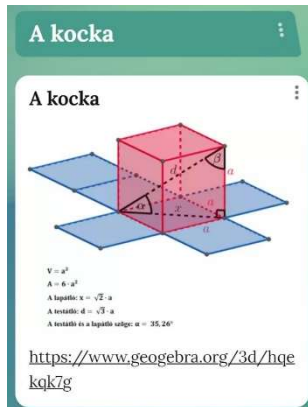 A kocka
A kocka
β
d
a
α
x
a
a
V = a³
A = 6 · a²
A lapátló: x = √2 · a
A testátló: d = √3 · a
A testátló és a lapátló szöge: α = 35,26°
https://www.geogebra.org/3d/hqe
kqk7g